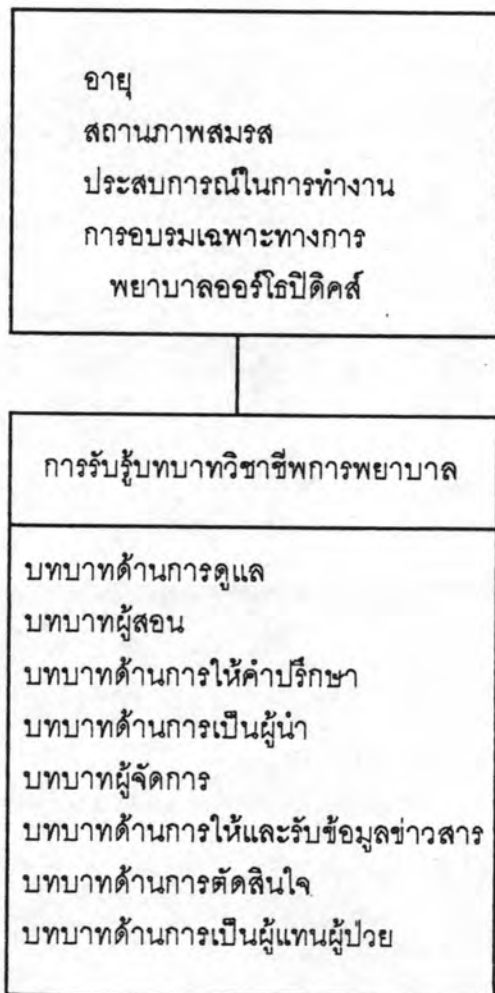 อายุ
สถานภาพสมรส
ประสบการณ์ในการทำงาน
การอบรมเฉพาะทางการ
พยาบาลออร์โธปิดิคส์
การรับรู้บทบาทวิชาชีพการพยาบาล
บทบาทด้านการดูแล
บทบาทผู้สอน
บทบาทด้านการให้คำปรึกษา
บทบาทด้านการเป็นผู้นำ
บทบาทผู้จัดการ
บทบาทด้านการให้และรับข้อมูลข่าวสาร
บทบาทด้านการตัดสินใจ
บทบาทด้านการเป็นผู้แทนผู้ป่วย